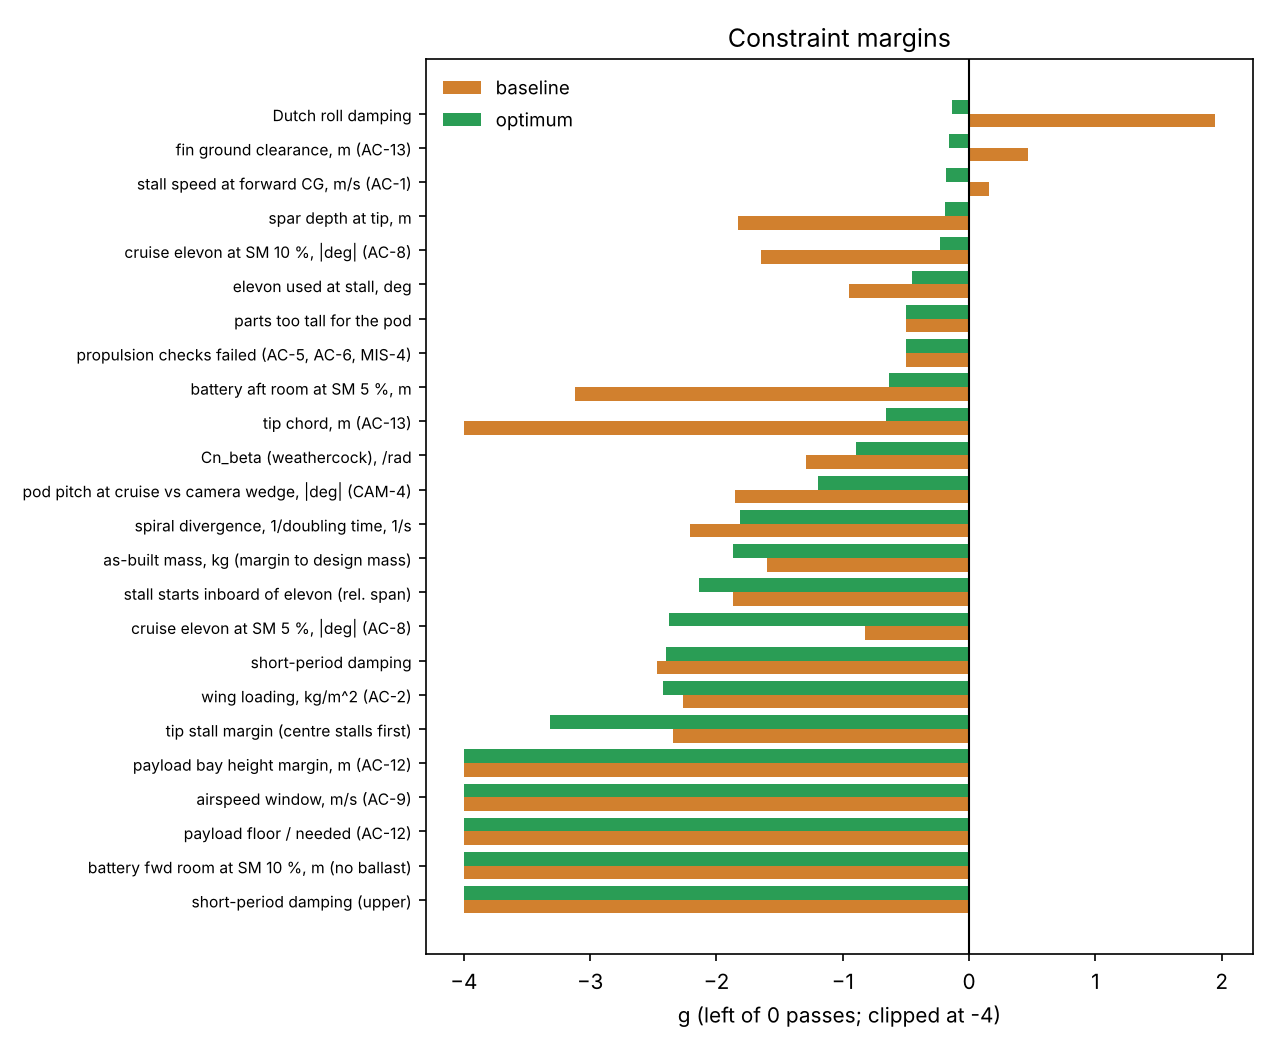 Constraint margins
baseline
optimum
Dutch roll damping
fin ground clearance, m (AC-13)
stall speed at forward CG, m/s (AC-1)
spar depth at tip, m
cruise elevon at SM 10 %, |deg| (AC-8)
elevon used at stall, deg
parts too tall for the pod
propulsion checks failed (AC-5, AC-6, MIS-4)
battery aft room at SM 5 %, m
tip chord, m (AC-13)
Cn_beta (weathercock), /rad
pod pitch at cruise vs camera wedge, |deg| (CAM-4)
spiral divergence, 1/doubling time, 1/s
as-built mass, kg (margin to design mass)
stall starts inboard of elevon (rel. span)
cruise elevon at SM 5 %, |deg| (AC-8)
short-period damping
wing loading, kg/m^2 (AC-2)
tip stall margin (centre stalls first)
payload bay height margin, m (AC-12)
airspeed window, m/s (AC-9)
payload floor / needed (AC-12)
battery fwd room at SM 10 %, m (no ballast)
short-period damping (upper)
−4 −3 −2 −1 0 1 2
g (left of 0 passes; clipped at -4)